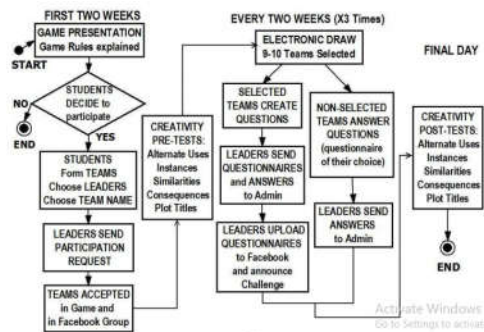 FIRST TWO WEEKS
GAME PRESENTATION
Game Rules explained
START
STUDENTS
DECIDE to
participate
NO
END
YES
STUDENTS
Form TEAMS
Choose LEADERS
Choose TEAM NAME
LEADERS SEND
PARTICIPATION
REQUEST
TEAMS ACCEPTED
in Game and
in Facebook Group
CREATIVITY
PRE-TESTS:
Alternate Uses
Instances
Similarities
Consequences
Plot Titles
EVERY TWO WEEKS (X3 Times)
ELECTRONIC DRAW
9-10 Teams Selected
SELECTED
TEAMS CREATE
QUESTIONS
LEADERS SEND
QUESTIONNAIRES
and ANSWERS
to Admin
LEADERS UPLOAD
QUESTIONNAIRES
to Facebook
and announce
Challenge
NON-SELECTED
TEAMS ANSWER
QUESTIONS
(questionnaire
of their choice)
LEADERS SEND
ANSWERS
to Admin
FINAL DAY
CREATIVITY
POST-TESTS:
Alternate Uses
Instances
Similarities
Consequences
Plot Titles
END
Activate Windows
Go to Settings to activat